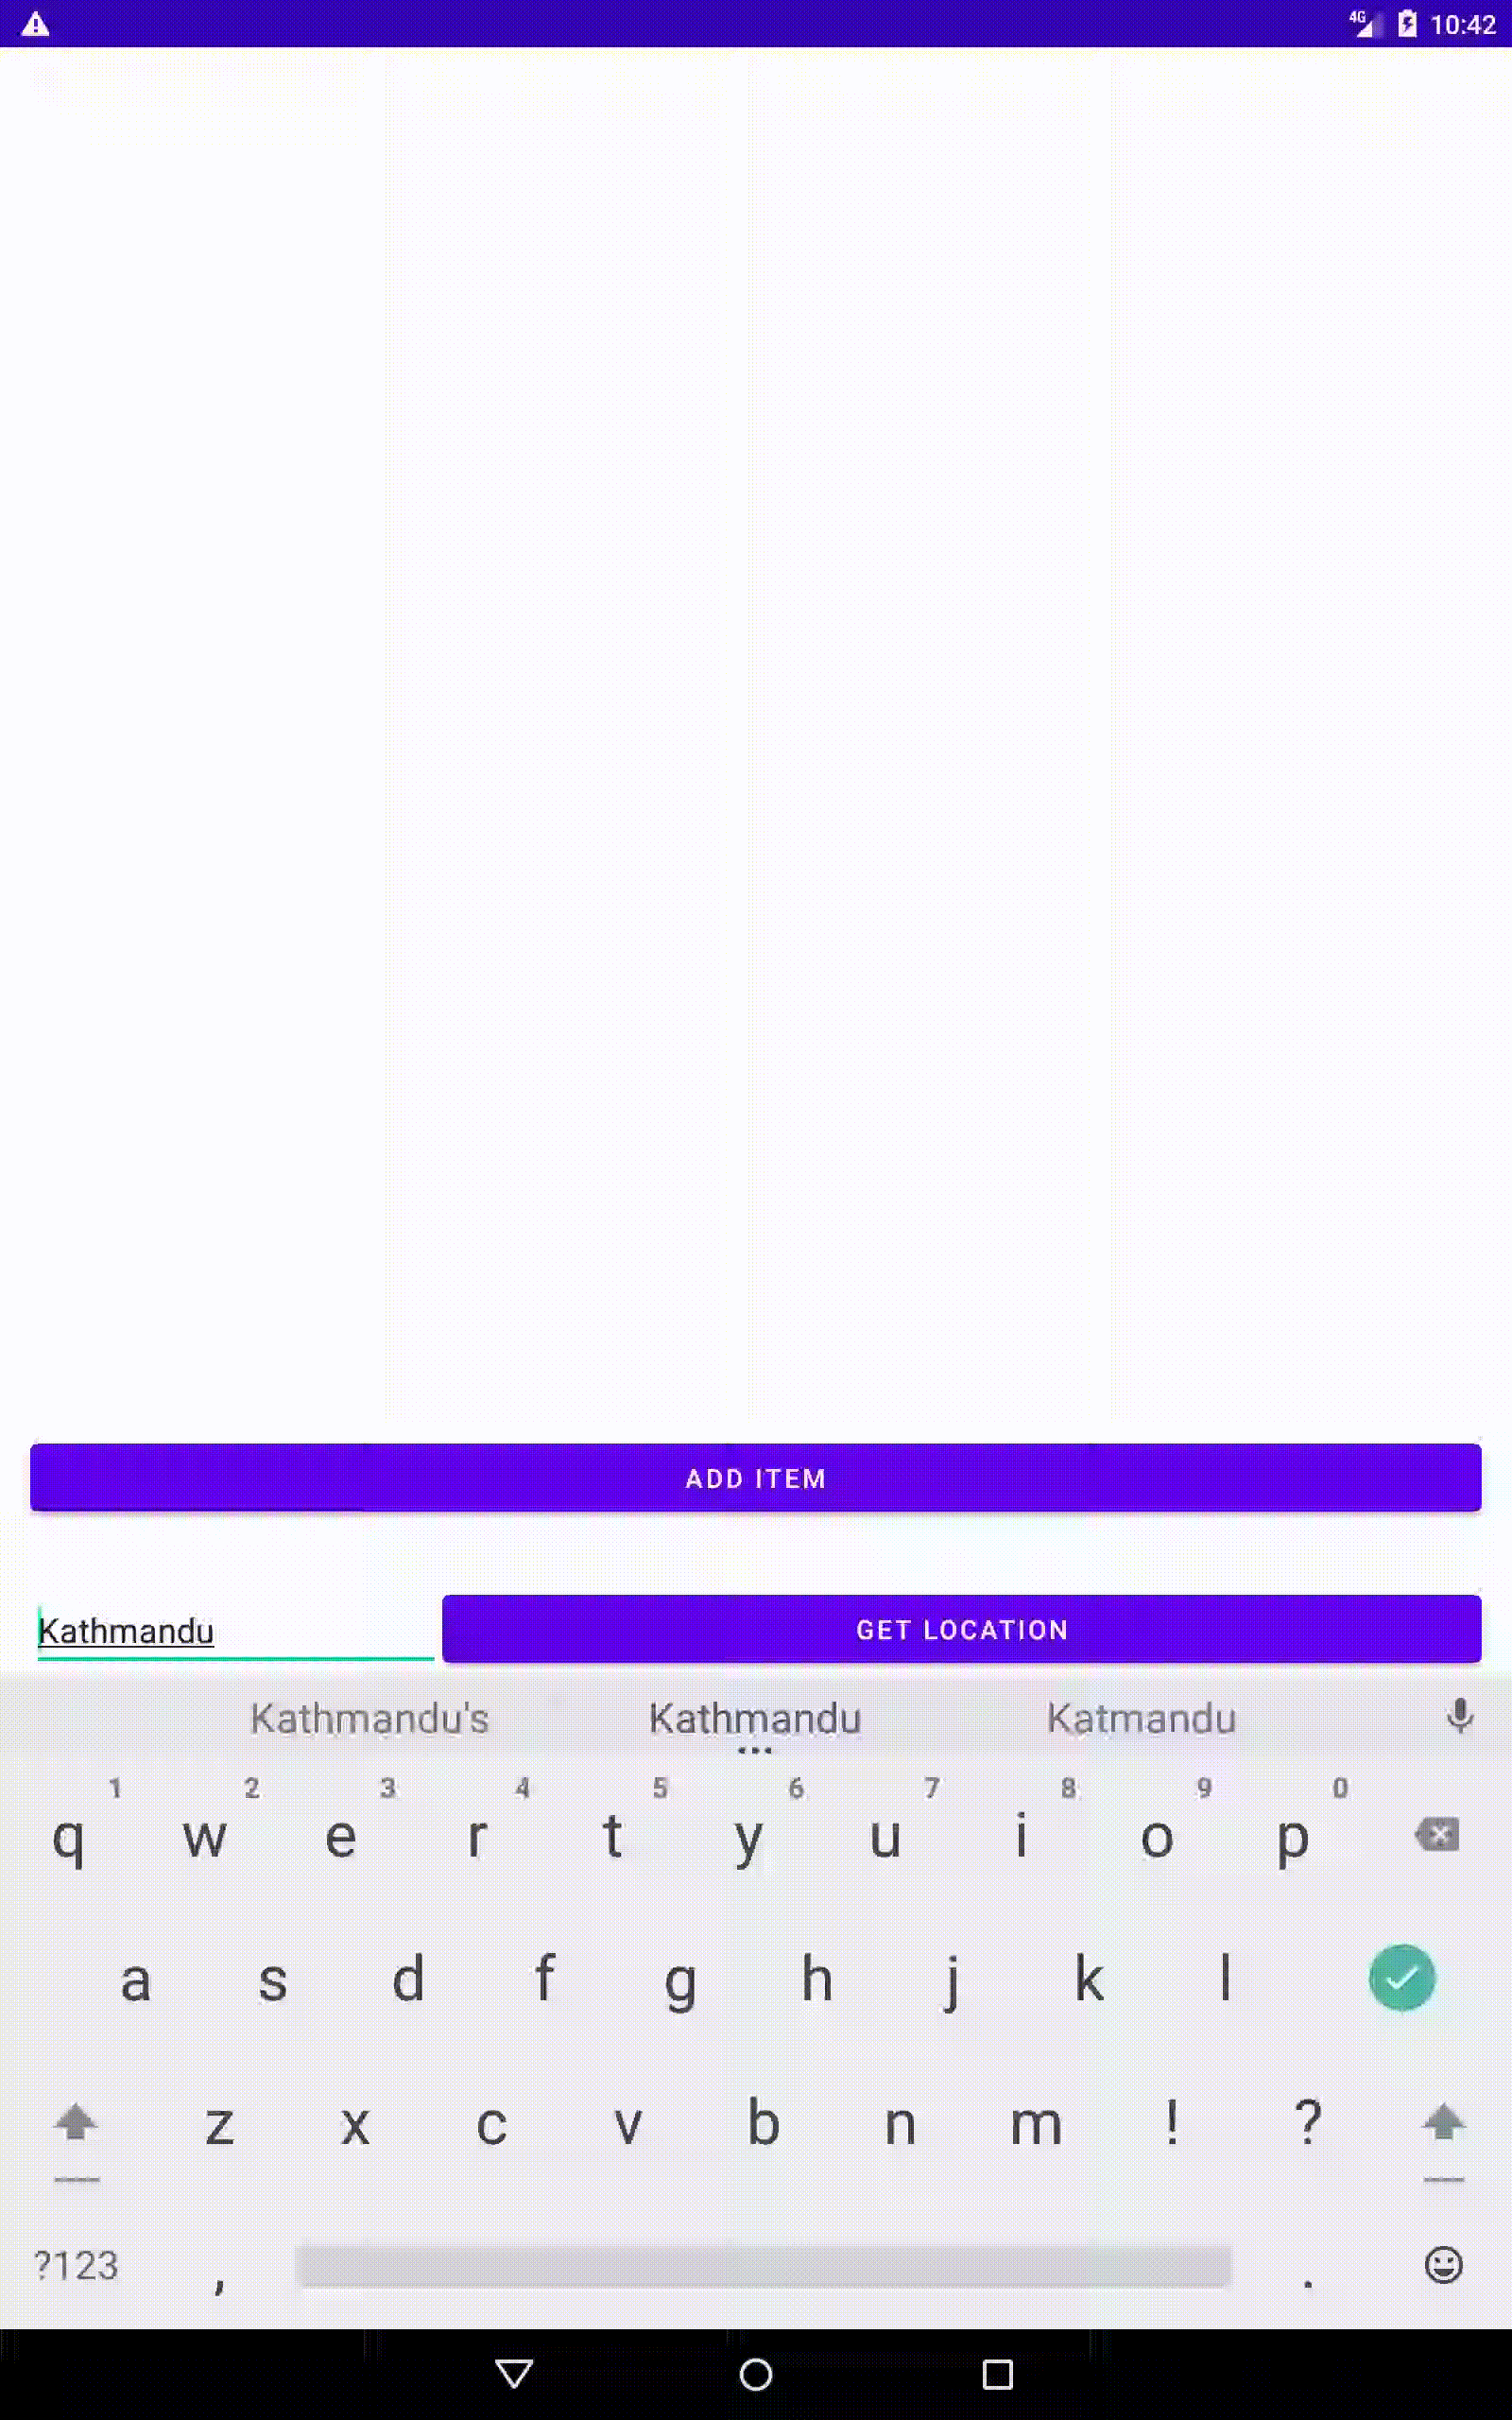 4G 10:42
ADD ITEM
Kathmandu GET LOCATION
Kathmandu's Kathmandu Katmandu
1 2 3 4 5 6 7 8 9 0
q w e r t y u i o p
a s d f g h j k l
z x c v b n m ! ?
?123 , .